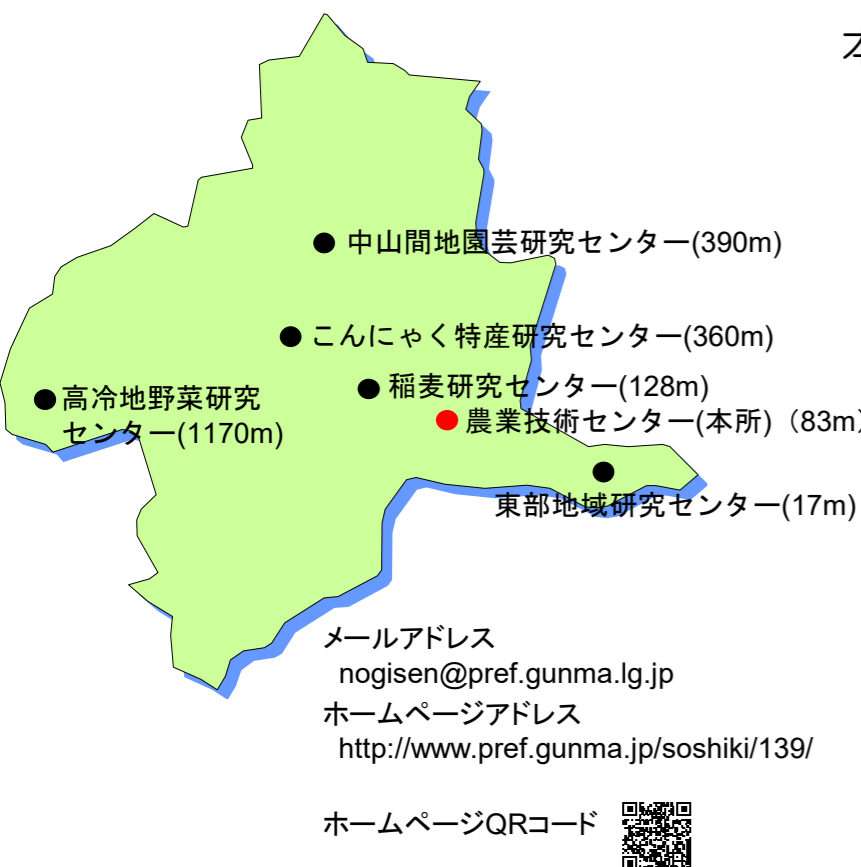 中山間地園芸研究センター(390m)
こんにゃく特産研究センター(360m)
稲麦研究センター(128m)
高冷地野菜研究
センター(1170m)
農業技術センター(本所)（83m）
東部地域研究センター(17m)
メールアドレス
nogisen@pref.gunma.lg.jp
ホームページアドレス
http://www.pref.gunma.jp/soshiki/139/
ホームページQRコード